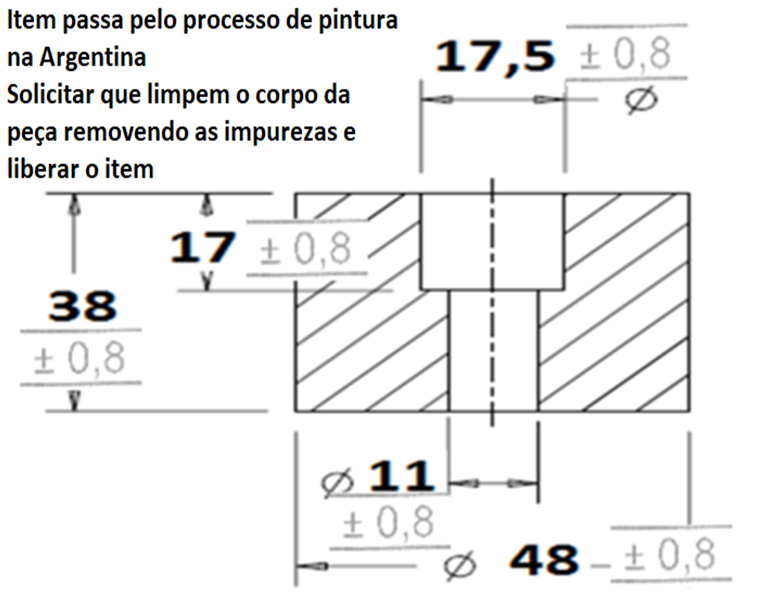 Item passa pelo processo de pintura
na Argentina
Solicitar que limpem o corpo da
peça removendo as impurezas e
liberar o item
17,5 ± 0,8
Ø
17 ± 0,8
38
± 0,8
Ø 11
± 0,8
Ø 48 ± 0,8